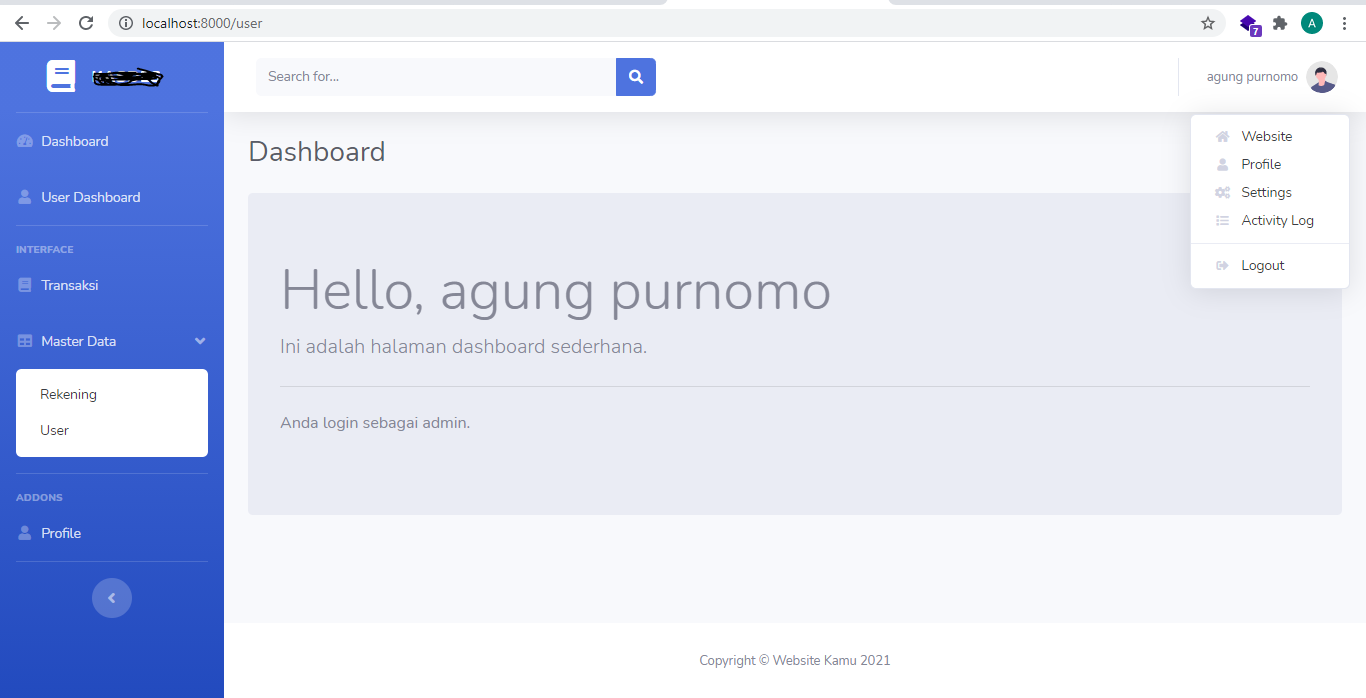 localhost:8000/user
7
A
Search for...
agung purnomo
Dashboard
User Dashboard
INTERFACE
Transaksi
Master Data
Rekening
User
ADDONS
Profile
Dashboard
Hello, agung purnomo
Ini adalah halaman dashboard sederhana.
Anda login sebagai admin.
Website
Profile
Settings
Activity Log
Logout
Copyright © Website Kamu 2021